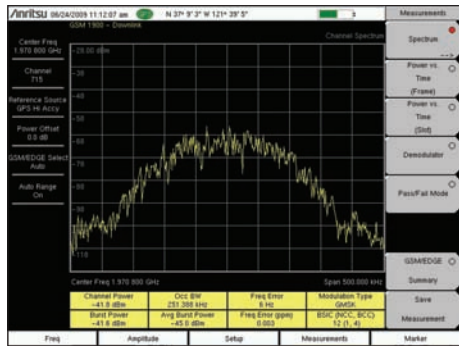 Anritsu 06/24/2009 11:12:07 am N 37° 9' 3" W 121° 39' 5"
GSM 1900 - Downlink
Channel Spectrum
Center Freq
1.970 800 GHz
Channel
715
Reference Source
GPS Hi Accy
Power Offset
0.0 dB
GSM/EDGE Select
Auto
Auto Range
On
-20.00 dBm
-30
-40
-50
-60
-70
-80
-90
-110
Center Freq 1.970 800 GHz Span 500.000 kHz
Channel Power Occ BW Freq Error Modulation Type
-41.8 dBm 251.388 kHz 6 Hz GMSK
Burst Power Avg Burst Power Freq Error (ppm) BSIC (NCC, BCC)
-41.6 dBm -45.0 dBm 0.003 12 (1, 4)
Freq Amplitude Setup Measurements Marker
Measurements
Spectrum
-->
Power vs.
Time
(Frame)
Power vs.
Time
(Slot)
Demodulator
Pass/Fail Mode
GSM/EDGE
Summary
Save
Measurement